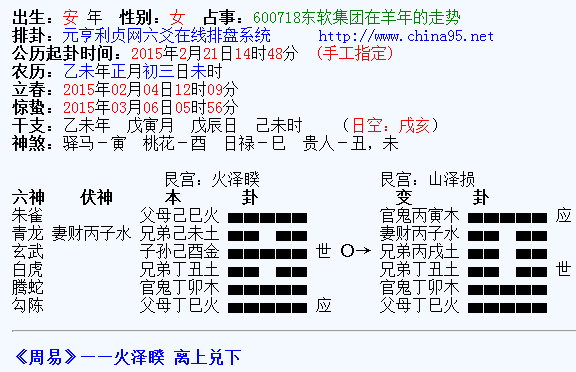 出生：安 年  性别：女  占事：600718东软集团在羊年的走势
排卦：元亨利贞网六爻在线排盘系统      http://www.china95.net
公历起卦时间：2015年2月21日14时48分  (手工指定)
农历：乙未年正月初三日未时
立春：2015年02月04日12时09分
惊蛰：2015年03月06日05时56分
干支：乙未年  戊寅月  戊辰日  己未时    （日空：戌亥）
神煞：驿马－寅  桃花－酉  日禄－巳  贵人－丑，未
艮宫：火泽睽    艮宫：山泽损
六神    伏神    本    卦    变    卦
朱雀    父母己巳火    官鬼丙寅木 应
青龙 妻财丙子水 兄弟己未土    妻财丙子水
玄武    子孙己酉金 世 O→ 兄弟丙戌土
白虎    兄弟丁丑土    兄弟丁丑土 世
腾蛇    官鬼丁卯木    官鬼丁卯木
勾陈    父母丁巳火 应    父母丁巳火
《周易》——火泽睽 离上兑下